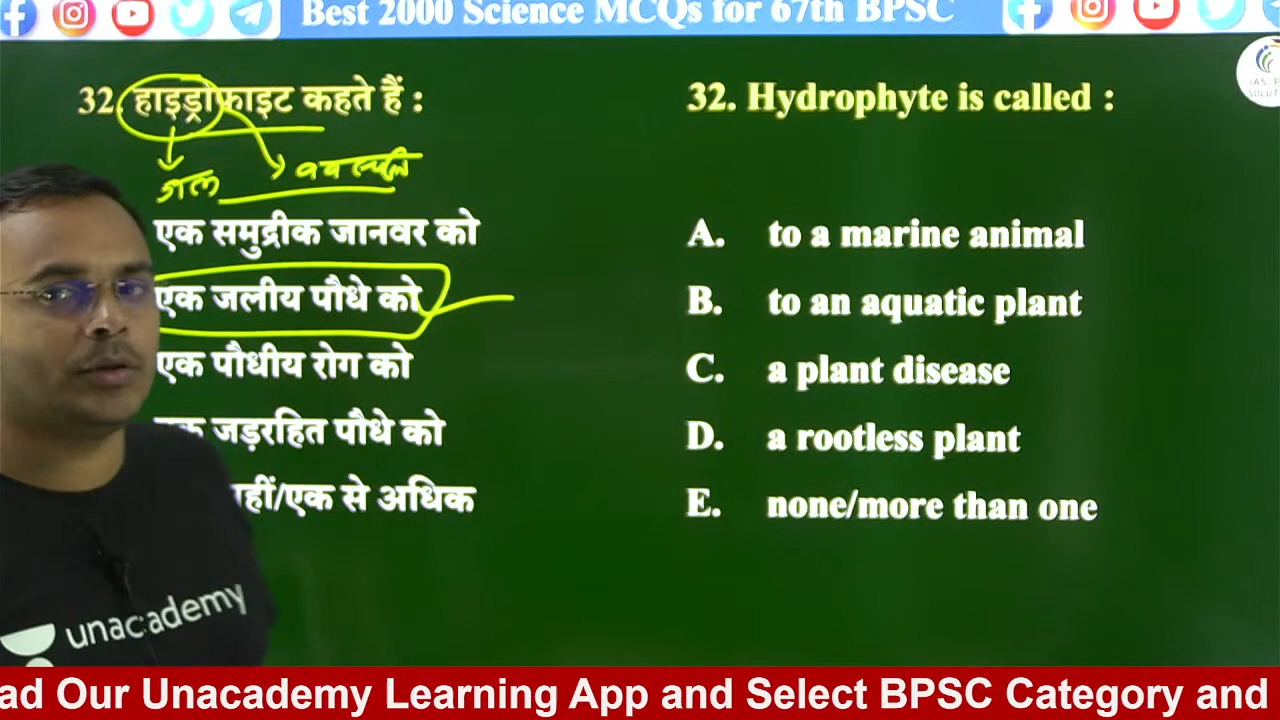 Best 2000 Science MCQs for 67th BPSC
32. हाइड्रोफाइट कहते हैं :
जल
वनस्पति
एक समुद्रीक जानवर को
एक जलीय पौधे को
एक पौधीय रोग को
जड़रहित पौधे को
एक से अधिक
32. Hydrophyte is called :
A. to a marine animal
B. to an aquatic plant
C. a plant disease
D. a rootless plant
E. none/more than one
unacademy
Our Unacademy Learning App and Select BPSC Category and